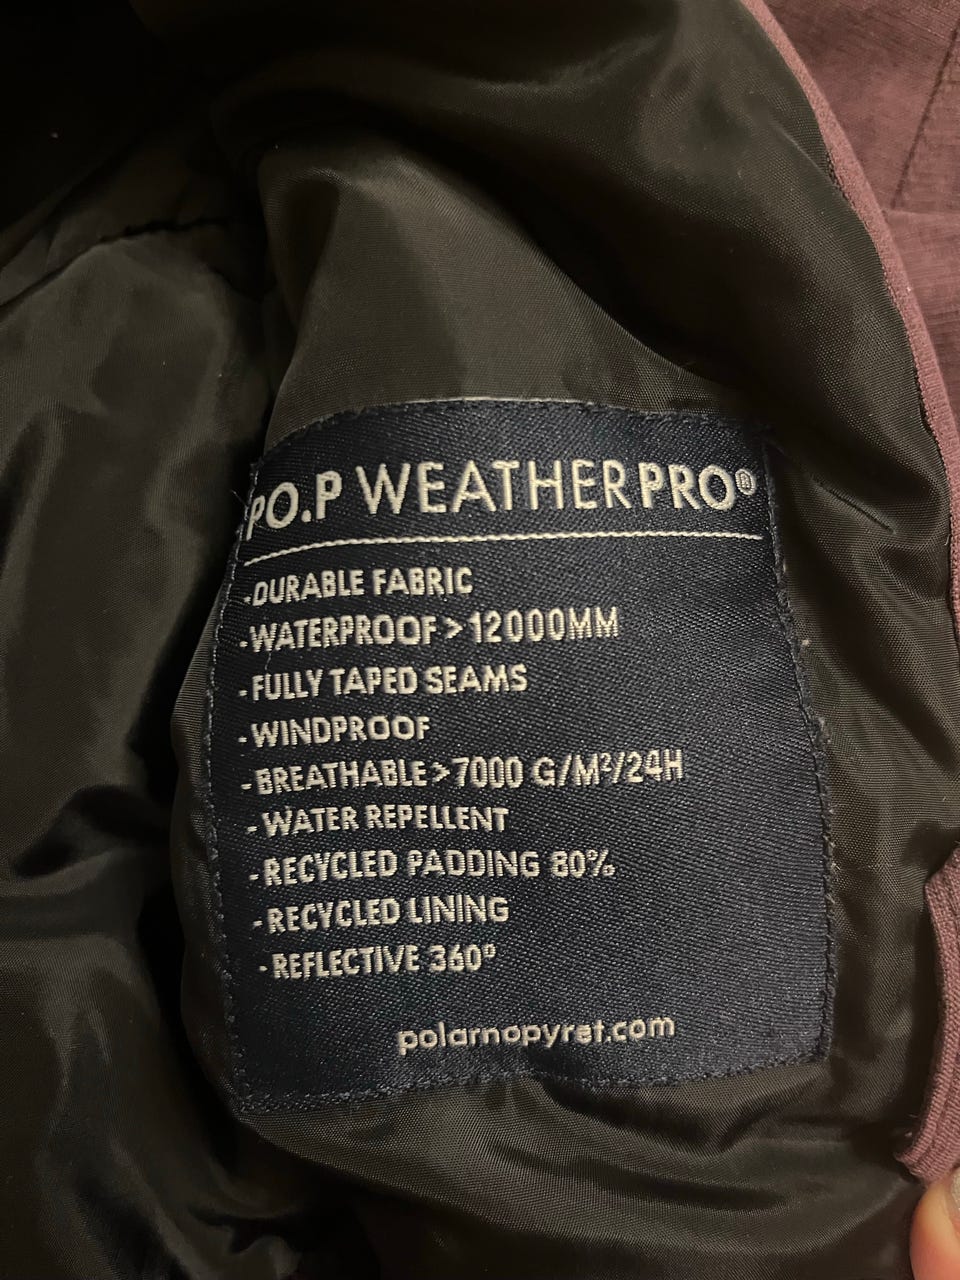 PO.P WEATHERPRO®
-DURABLE FABRIC
-WATERPROOF>12000MM
-FULLY TAPED SEAMS
-WINDPROOF
-BREATHABLE>7000 G/M²/24H
-WATER REPELLENT
-RECYCLED PADDING 80%
-RECYCLED LINING
-REFLECTIVE 360°
polarnopyret.com